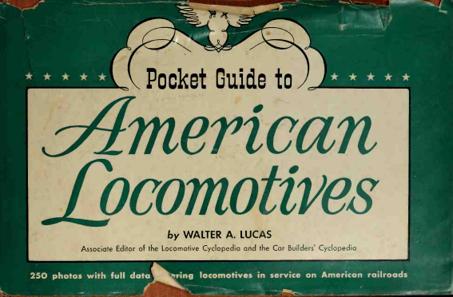 Pocket Guide to
American
Locomotives
by WALTER A. LUCAS
Associate Editor of the Locomotive Cyclopedia and the Car Builders' Cyclopedia
250 photos with full data ering locomotives in service on American railroads